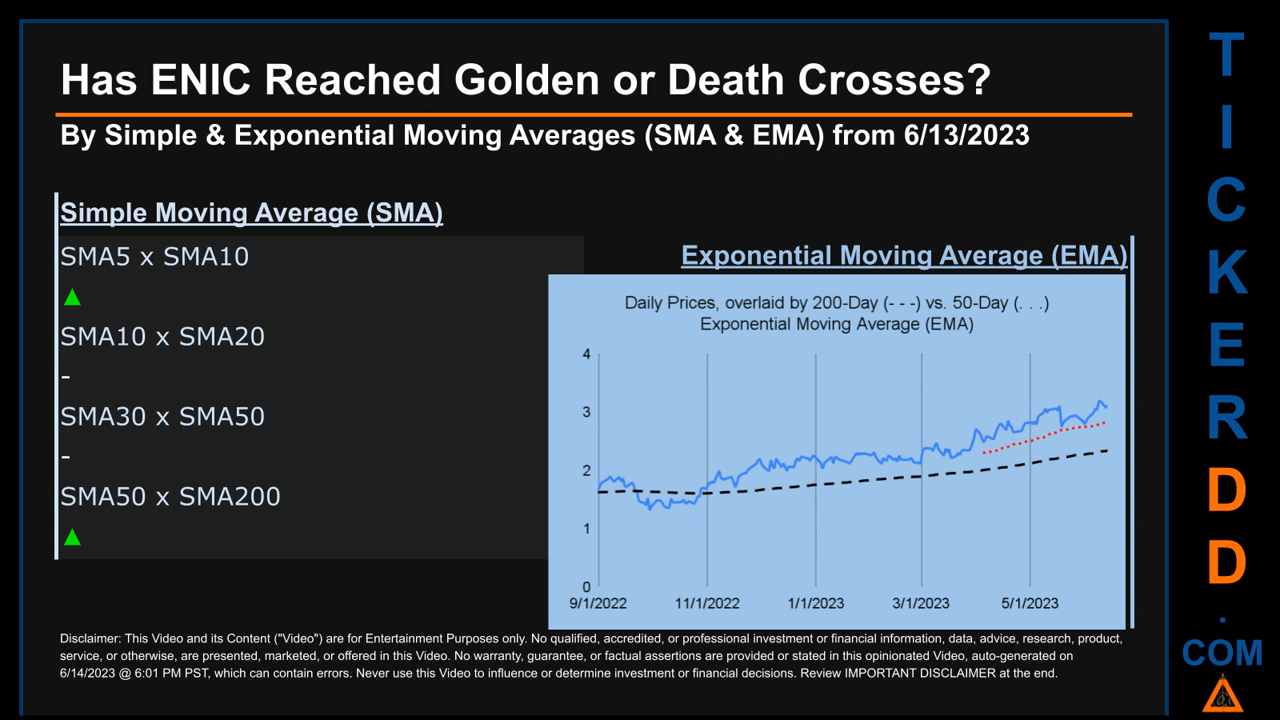 Has ENIC Reached Golden or Death Crosses?
By Simple & Exponential Moving Averages (SMA & EMA) from 6/13/2023
Simple Moving Average (SMA)
SMA5 x SMA10
▲
SMA10 x SMA20
-
SMA30 x SMA50
-
SMA50 x SMA200
▲
Exponential Moving Average (EMA)
Daily Prices, overlaid by 200-Day (- - -) vs. 50-Day (. . .)
Exponential Moving Average (EMA)
4
3
2
1
0
9/1/2022 11/1/2022 1/1/2023 3/1/2023 5/1/2023
Disclaimer: This Video and its Content ("Video") are for Entertainment Purposes only. No qualified, accredited, or professional investment or financial information, data, advice, research, product,
service, or otherwise, are presented, marketed, or offered in this Video. No warranty, guarantee, or factual assertions are provided or stated in this opinionated Video, auto-generated on
6/14/2023 @ 6:01 PM PST, which can contain errors. Never use this Video to influence or determine investment or financial decisions. Review IMPORTANT DISCLAIMER at the end.
T
I
C
K
E
R
D
D
.
COM